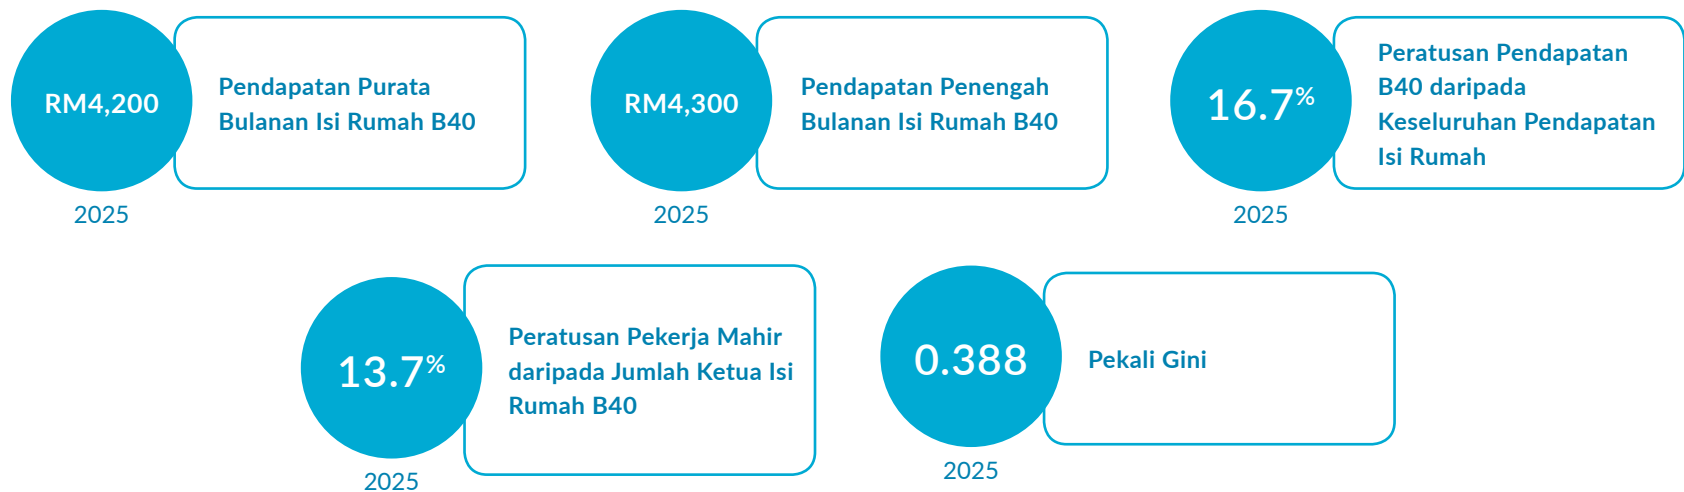 RM4,200
Pendapatan Purata
Bulanan Isi Rumah B40
2025
RM4,300
Pendapatan Penengah
Bulanan Isi Rumah B40
2025
16.7%
Peratusan Pendapatan
B40 daripada
Keseluruhan Pendapatan
Isi Rumah
2025
13.7%
Peratusan Pekerja Mahir
daripada Jumlah Ketua Isi
Rumah B40
2025
0.388
Pekali Gini
2025